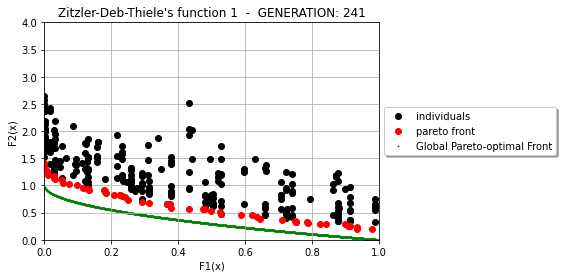 Zitzler-Deb-Thiele's function 1 - GENERATION: 241
F2(x)
4.0
3.5
3.0
2.5
2.0
1.5
1.0
0.5
0.0
0.0 0.2 0.4 0.6 0.8 1.0
F1(x)
individuals
pareto front
Global Pareto-optimal Front